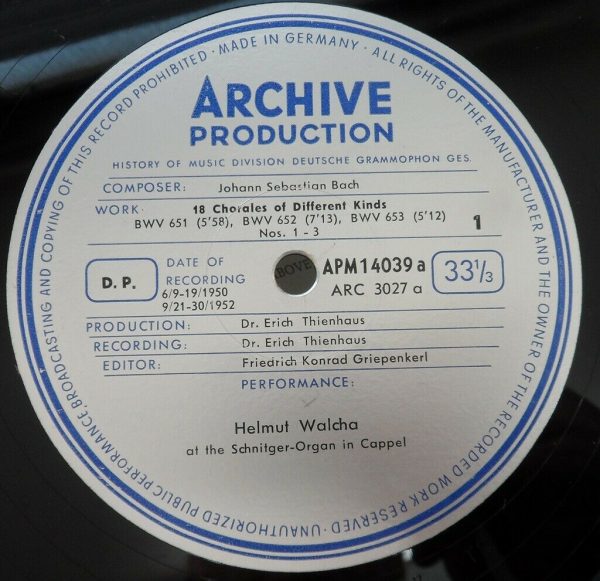 UNAUTHORIZED PUBLIC PERFORMANCE, BROADCASTING AND COPYING OF THIS RECORD PROHIBITED · MADE IN GERMANY · ALL RIGHTS OF THE MANUFACTURER AND THE OWNER OF THE RECORDED WORK RESERVED ·
ARCHIVE
PRODUCTION
HISTORY OF MUSIC DIVISION DEUTSCHE GRAMMOPHON GES.
COMPOSER: Johann Sebastian Bach
WORK: 18 Chorales of Different Kinds
BWV 651 (5'58), BWV 652 (7'13), BWV 653 (5'12)
Nos. 1 - 3
1
D. P.
DATE OF
RECORDING
6/9-19/1950
9/21-30/1952
ABOVE
APM 14039 a
ARC 3027 a
33 1/3
PRODUCTION: Dr. Erich Thienhaus
RECORDING: Dr. Erich Thienhaus
EDITOR: Friedrich Konrad Griepenkerl
PERFORMANCE:
Helmut Walcha
at the Schnitger-Organ in Cappel